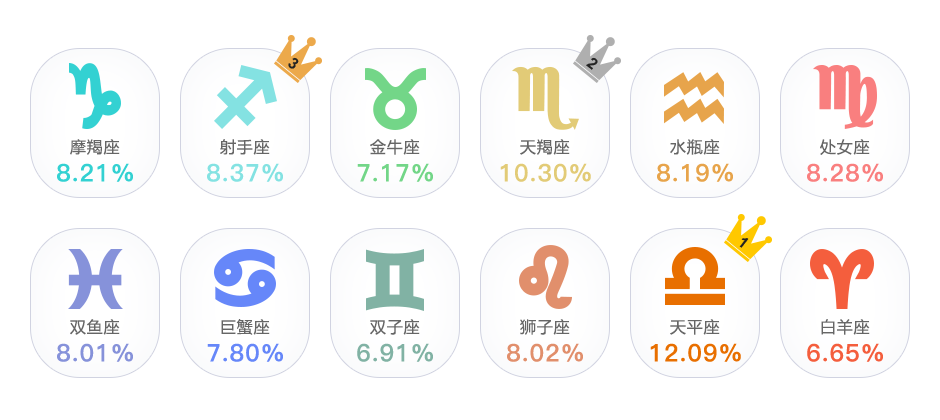 3
2
摩羯座
射手座
金牛座
天羯座
水瓶座
处女座
8.21%
8.37%
7.17%
10.30%
8.19%
8.28%
1
双鱼座
巨蟹座
双子座
狮子座
天平座
白羊座
8.01%
7.80%
6.91%
8.02%
12.09%
6.65%